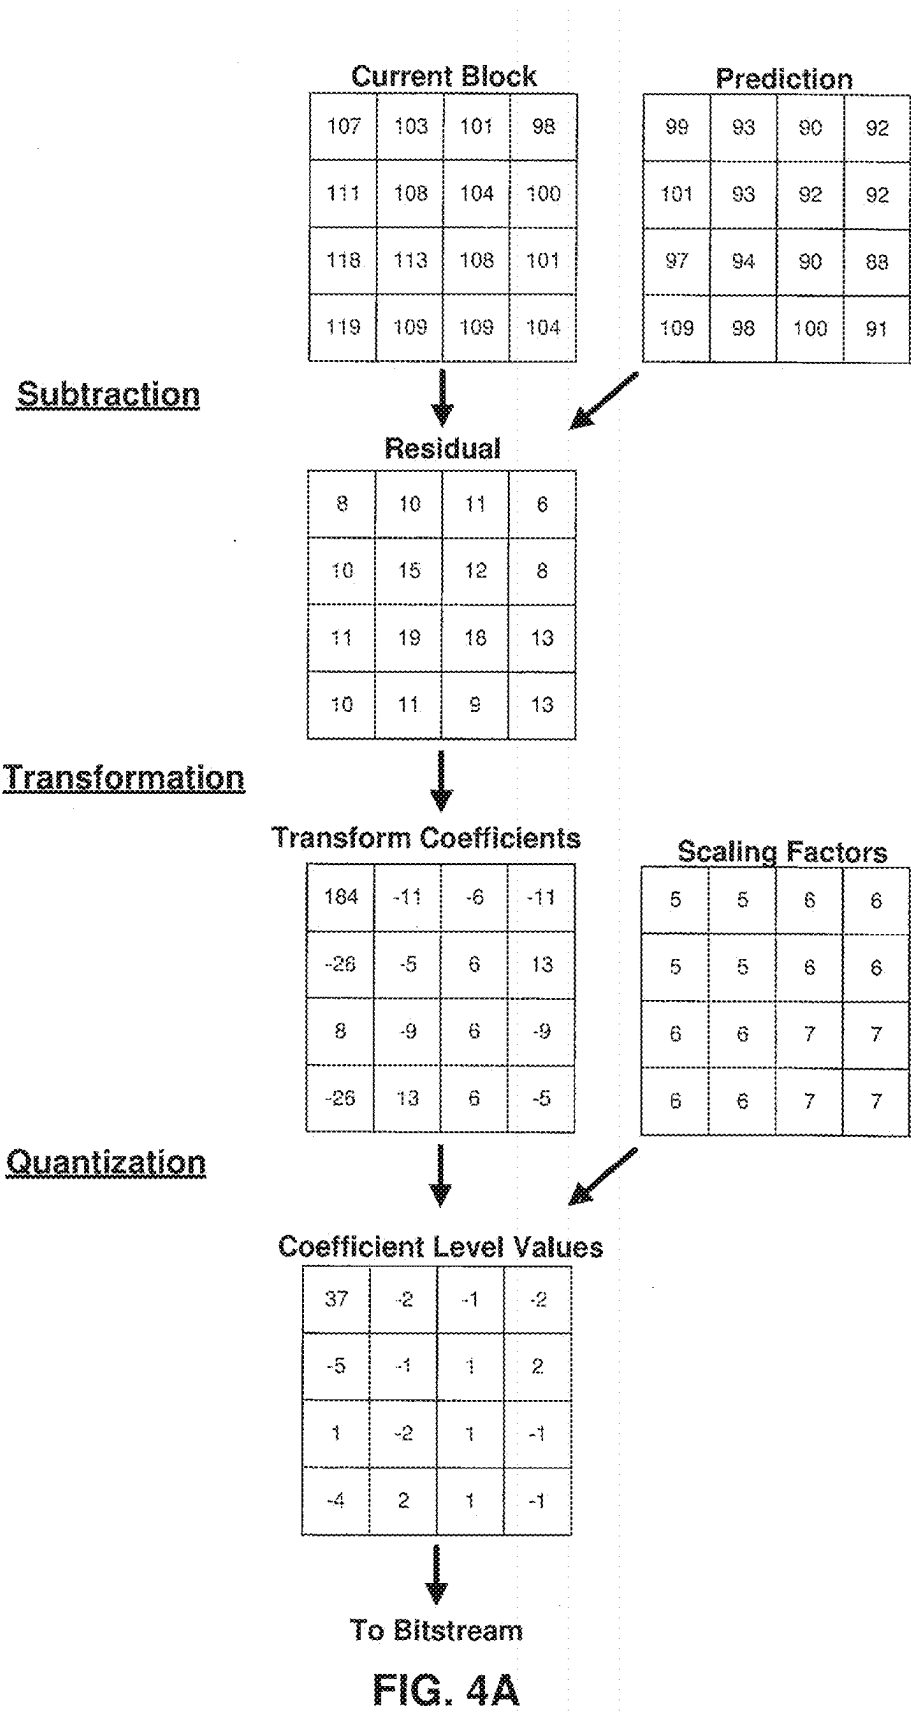 Current Block
107 103 101 98
111 108 104 100
118 113 108 101
119 109 109 104
Prediction
99 93 90 92
101 93 92 92
97 94 90 88
109 98 100 91
Subtraction
Residual
8 10 11 6
10 15 12 8
11 19 18 13
10 11 9 13
Transformation
Transform Coefficients
184 -11 -6 -11
-26 -5 6 13
8 -9 6 -9
-26 13 6 -5
Scaling Factors
5 5 6 6
5 5 6 6
6 6 7 7
6 6 7 7
Quantization
Coefficient Level Values
37 -2 -1 -2
-5 -1 1 2
1 -2 1 -1
-4 2 1 -1
To Bitstream
FIG. 4A